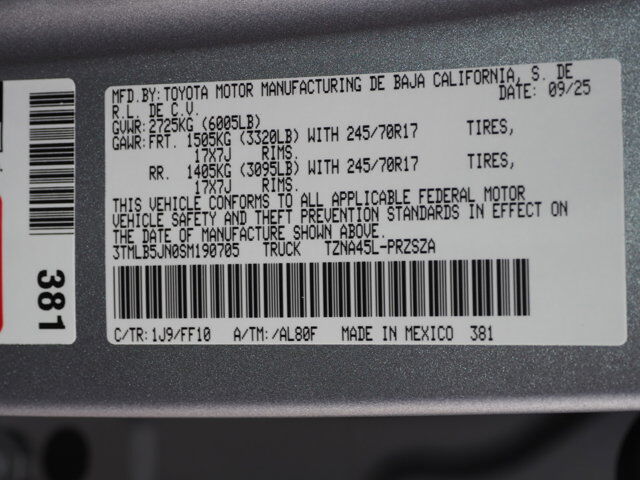 MFD.BY: TOYOTA MOTOR MANUFACTURING DE BAJA CALIFORNIA, S. DE
R.L. DE C.V. DATE: 09/25
GVWR: 2725KG (6005LB)
GAWR: FRT. 1505KG (3320LB) WITH 245/70R17 TIRES,
17X7J RIMS.
RR. 1405KG (3095LB) WITH 245/70R17 TIRES,
17X7J RIMS.
THIS VEHICLE CONFORMS TO ALL APPLICABLE FEDERAL MOTOR
VEHICLE SAFETY AND THEFT PREVENTION STANDARDS IN EFFECT ON
THE DATE OF MANUFACTURE SHOWN ABOVE.
3TMLB5JN0SM190705 TRUCK TZNA45L-PRZSZA
C/TR: 1J9/FF10 A/TM: /AL80F MADE IN MEXICO 381
381